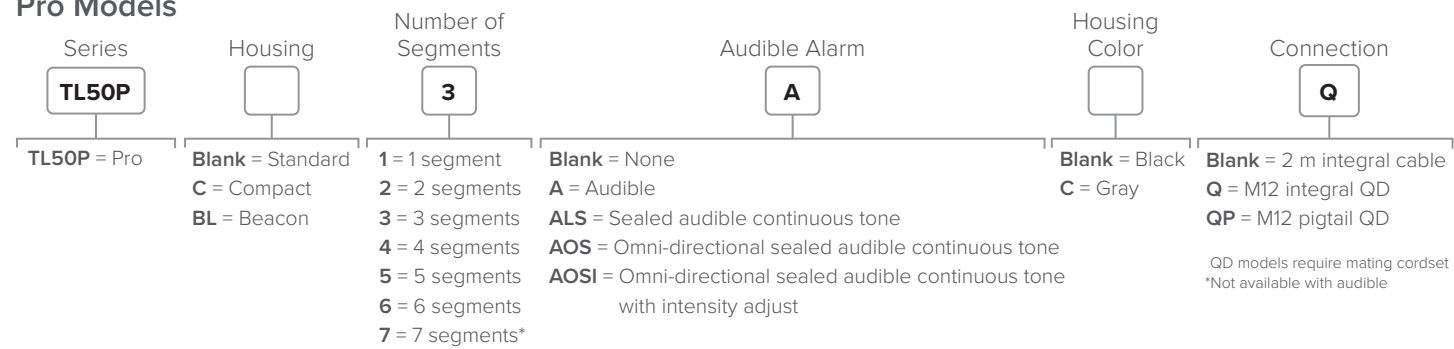 Pro Models
Series
Housing
Number of
Segments
Audible Alarm
Housing
Color
Connection
TL50P
3
A
Q
TL50P = Pro
Blank = Standard
C = Compact
BL = Beacon
1 = 1 segment
2 = 2 segments
3 = 3 segments
4 = 4 segments
5 = 5 segments
6 = 6 segments
7 = 7 segments*
Blank = None
A = Audible
ALS = Sealed audible continuous tone
AOS = Omni-directional sealed audible continuous tone
AOSI = Omni-directional sealed audible continuous tone
with intensity adjust
Blank = Black
C = Gray
Blank = 2 m integral cable
Q = M12 integral QD
QP = M12 pigtail QD
QD models require mating cordset
*Not available with audible